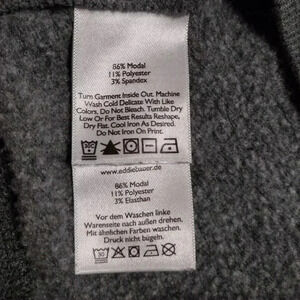 86% Modal
11% Polyester
3% Spandex
Turn Garment Inside Out. Machine
Wash Cold Delicate With Like
Colors. Do Not Bleach. Tumble Dry
Low Or For Best Results Reshape,
Dry Flat. Cool Iron As Desired.
Do Not Iron On Print.
www.eddiebauer.de
86% Modal
11% Polyester
3% Elasthan
Vor dem Waschen linke
Warenseite nach außen drehen.
Mit ähnlichen Farben waschen.
Druck nicht bügeln.
30